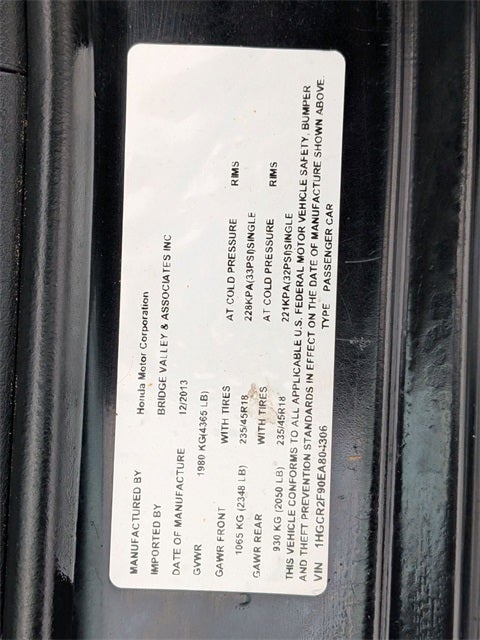 MANUFACTURED BY Honda Motor Corporation
IMPORTED BY BRIDGE VALLEY & ASSOCIATES INC
DATE OF MANUFACTURE 12/2013
GVWR 1980 KG(4365 LB)
GAWR FRONT WITH TIRES AT COLD PRESSURE RIMS
1065 KG (2348 LB) 235/45R18 228KPA(33PSI)SINGLE
GAWR REAR WITH TIRES AT COLD PRESSURE RIMS
930 KG (2050 LB) 235/45R18 221KPA(32PSI)SINGLE
THIS VEHICLE CONFORMS TO ALL APPLICABLE U.S. FEDERAL MOTOR VEHICLE SAFETY, BUMPER
AND THEFT PREVENTION STANDARDS IN EFFECT ON THE DATE OF MANUFACTURE SHOWN ABOVE.
VIN 1HGCR2F90EA804306 TYPE PASSENGER CAR